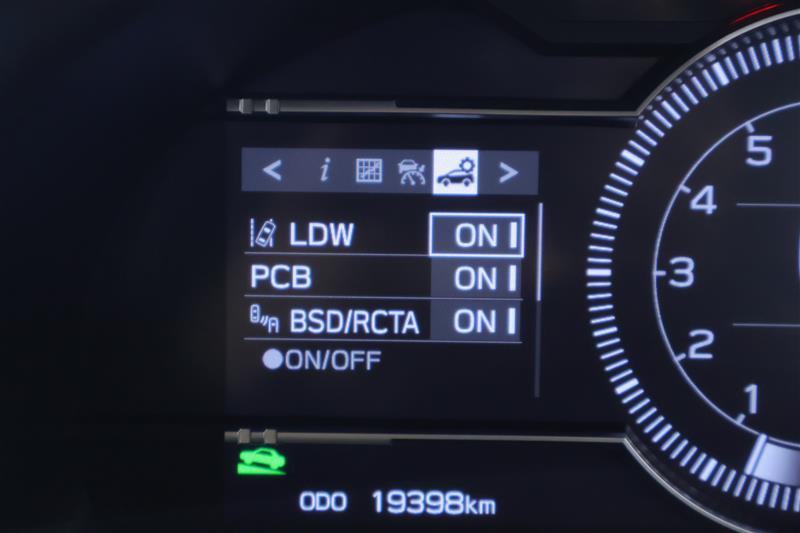 < i >
LDW ON
PCB ON
BSD/RCTA ON
ON/OFF
5
4
3
2
1
ODO 19398km